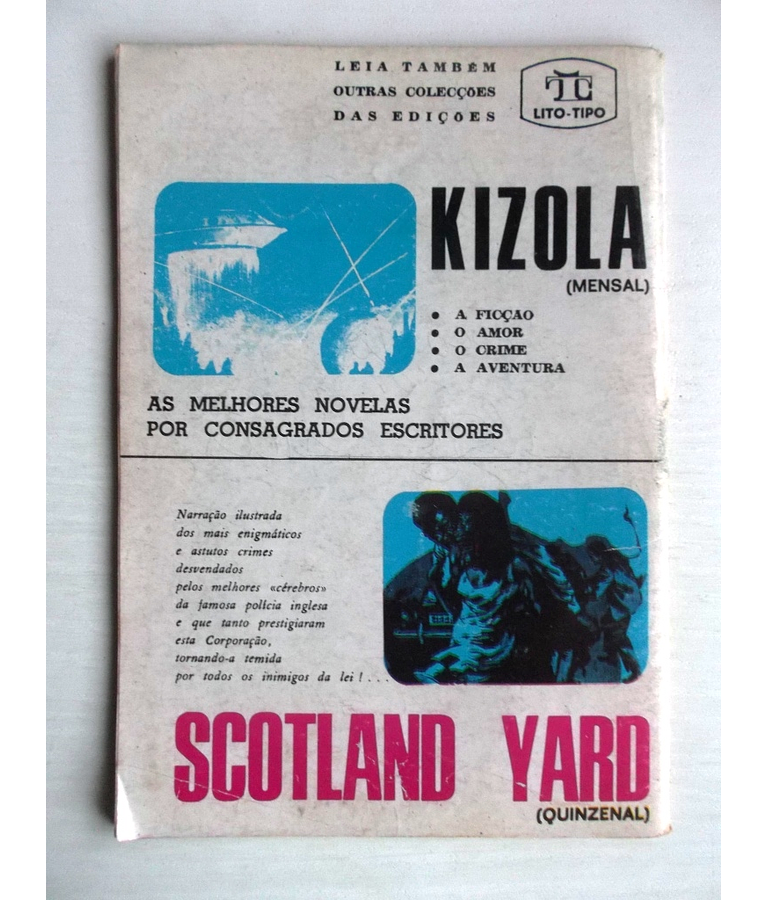 LEIA TAMBÉM
OUTRAS COLECÇÕES
DAS EDIÇÕES
LITO-TIPO
KIZOLA
(MENSAL)
• A FICÇAO
• O AMOR
• O CRIME
• A AVENTURA
AS MELHORES NOVELAS
POR CONSAGRADOS ESCRITORES
Narração ilustrada
dos mais enigmáticos
e astutos crimes
desvendados
pelos melhores «cérebros»
da famosa polícia inglesa
e que tanto prestigiaram
esta Corporação,
tornando-a temida
por todos os inimigos da lei!...
SCOTLAND YARD
(QUINZENAL)